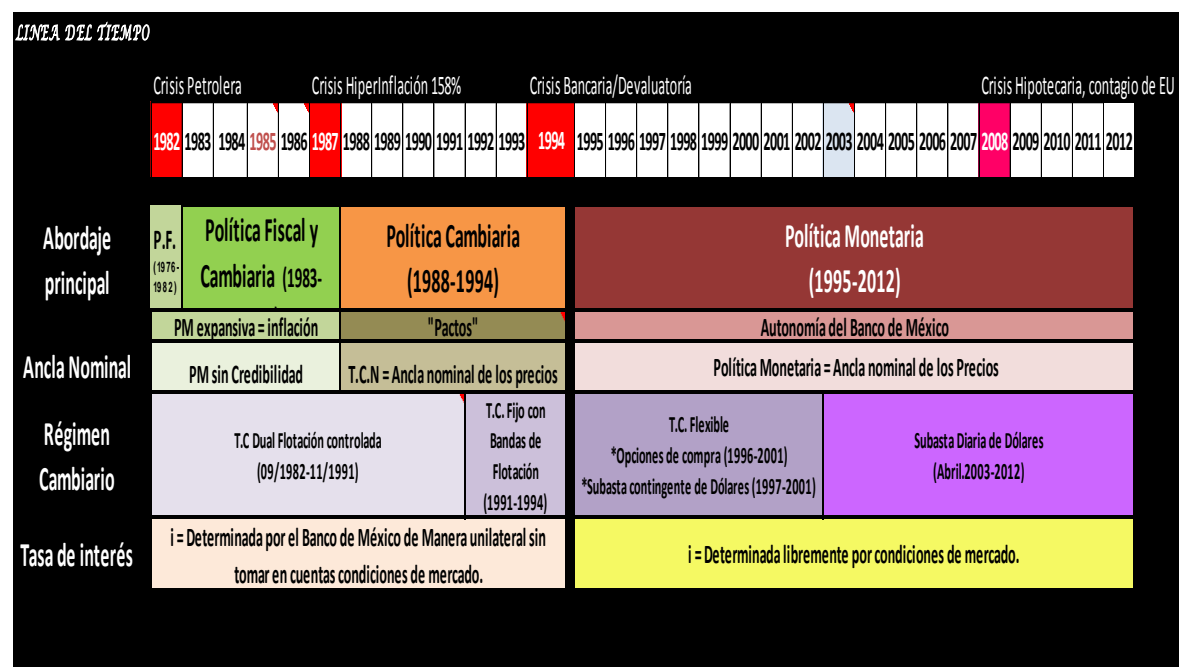 LINEA DEL TIEMPO
Crisis Petrolera
Crisis HiperInflación 158%
Crisis Bancaria/Devaluatoría
Crisis Hipotecaria, contagio de EU
1982 1983 1984 1985 1986 1987 1988 1989 1990 1991 1992 1993 1994 1995 1996 1997 1998 1999 2000 2001 2002 2003 2004 2005 2006 2007 2008 2009 2010 2011 2012
Abordaje
principal
P.F.
(1976-
1982)
Política Fiscal y
Cambiaria (1983-
Política Cambiaria
(1988-1994)
Política Monetaria
(1995-2012)
PM expansiva = inflación
"Pactos"
Autonomía del Banco de México
Ancla Nominal
PM sin Credibilidad
T.C.N = Ancla nominal de los precios
Política Monetaria = Ancla nominal de los Precios
Régimen
Cambiario
T.C Dual Flotación controlada
(09/1982-11/1991)
T.C. Fijo con
Bandas de
Flotación
(1991-1994)
T.C. Flexible
*Opciones de compra (1996-2001)
*Subasta contingente de Dólares (1997-2001)
Subasta Diaria de Dólares
(Abril.2003-2012)
Tasa de interés
i = Determinada por el Banco de México de Manera unilateral sin
tomar en cuentas condiciones de mercado.
i = Determinada libremente por condiciones de mercado.